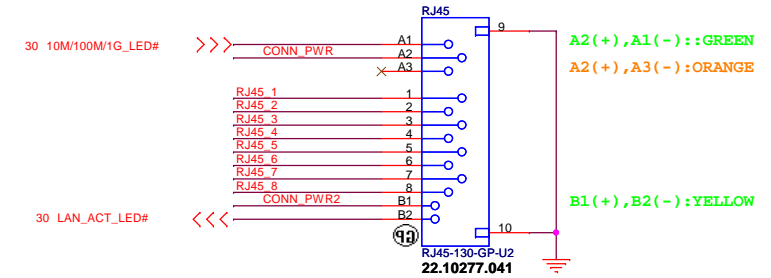 RJ45
30 10M/100M/1G_LED#
A1
9
A2(+),A1(-)::GREEN
CONN_PWR
A2
A3
A2(+),A3(-):ORANGE
RJ45_1
1
RJ45_2
2
RJ45_3
3
RJ45_4
4
RJ45_5
5
RJ45_6
6
RJ45_7
7
RJ45_8
8
CONN_PWR2
B1
B1(+),B2(-):YELLOW
30 LAN_ACT_LED#
B2
10
GP
RJ45-130-GP-U2
22.10277.041